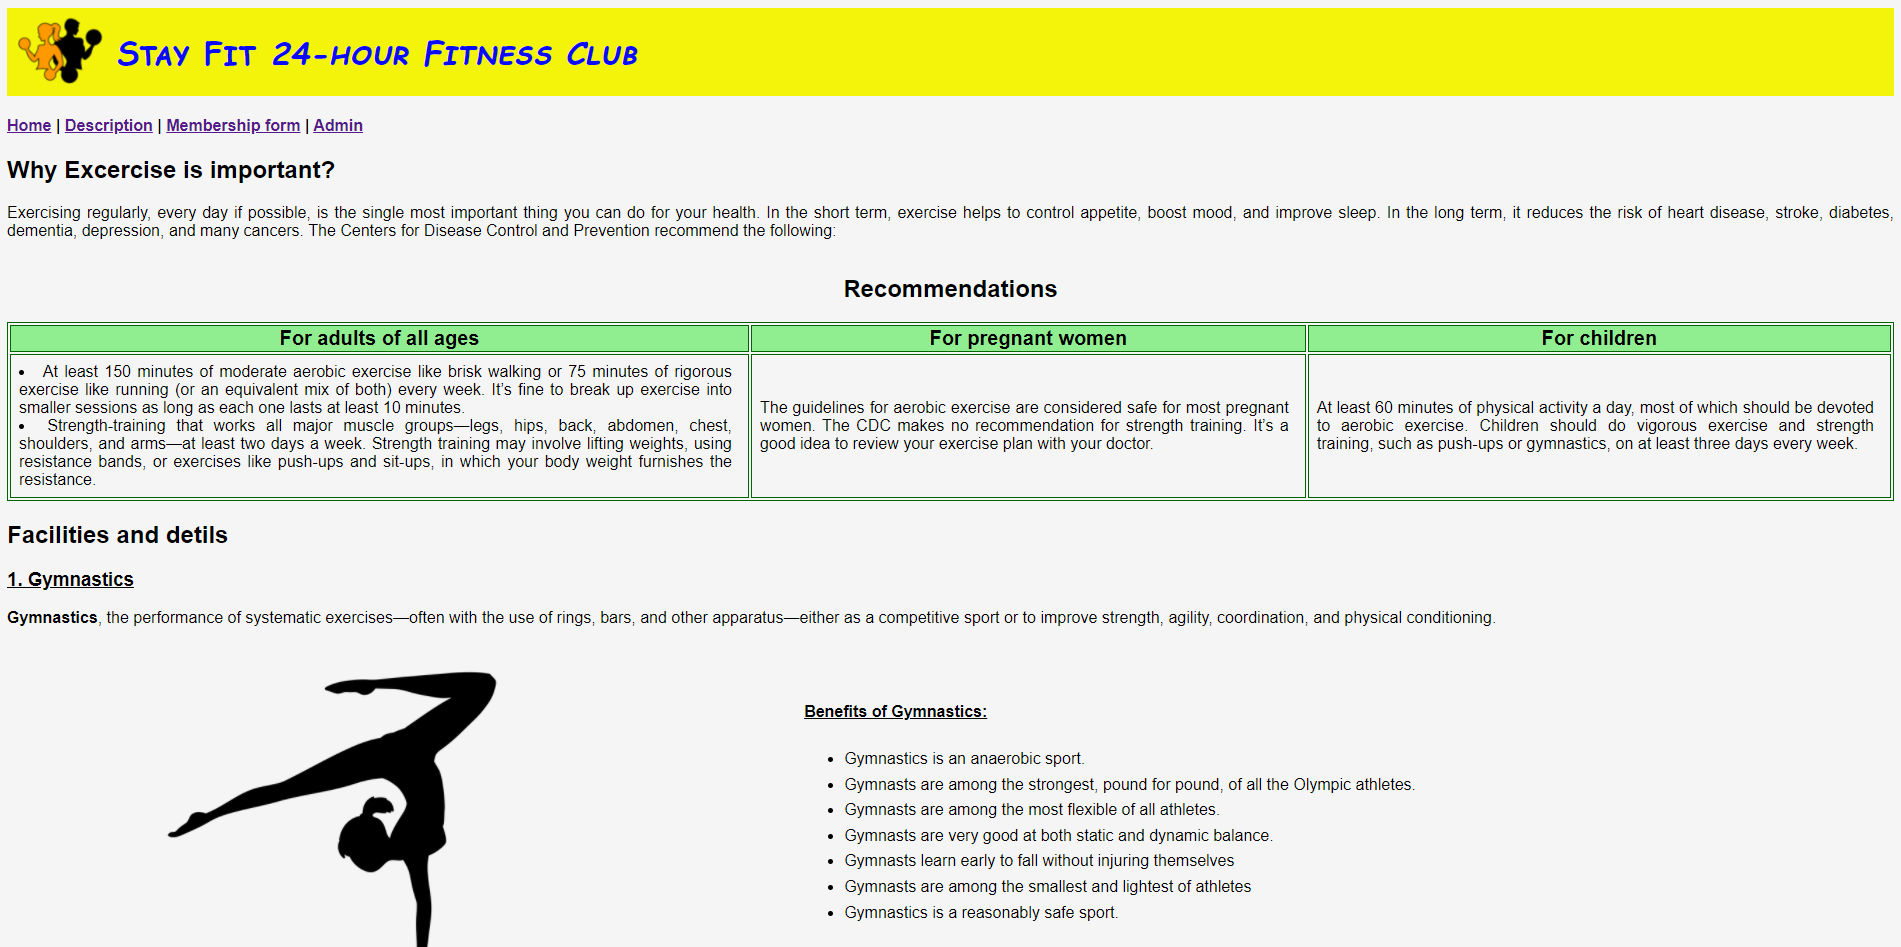 Stay Fit 24-hour Fitness Club
Home | Description | Membership form | Admin
Why Excercise is important?
Exercising regularly, every day if possible, is the single most important thing you can do for your health. In the short term, exercise helps to control appetite, boost mood, and improve sleep. In the long term, it reduces the risk of heart disease, stroke, diabetes,
dementia, depression, and many cancers. The Centers for Disease Control and Prevention recommend the following:
Recommendations
For adults of all ages
• At least 150 minutes of moderate aerobic exercise like brisk walking or 75 minutes of rigorous
exercise like running (or an equivalent mix of both) every week. It’s fine to break up exercise into
smaller sessions as long as each one lasts at least 10 minutes.
• Strength-training that works all major muscle groups—legs, hips, back, abdomen, chest,
shoulders, and arms—at least two days a week. Strength training may involve lifting weights, using
resistance bands, or exercises like push-ups and sit-ups, in which your body weight furnishes the
resistance.
For pregnant women
The guidelines for aerobic exercise are considered safe for most pregnant
women. The CDC makes no recommendation for strength training. It’s a
good idea to review your exercise plan with your doctor.
For children
At least 60 minutes of physical activity a day, most of which should be devoted
to aerobic exercise. Children should do vigorous exercise and strength
training, such as push-ups or gymnastics, on at least three days every week.
Facilities and detils
1. Gymnastics
Gymnastics, the performance of systematic exercises—often with the use of rings, bars, and other apparatus—either as a competitive sport or to improve strength, agility, coordination, and physical conditioning.
Benefits of Gymnastics:
• Gymnastics is an anaerobic sport.
• Gymnasts are among the strongest, pound for pound, of all the Olympic athletes.
• Gymnasts are among the most flexible of all athletes.
• Gymnasts are very good at both static and dynamic balance.
• Gymnasts learn early to fall without injuring themselves
• Gymnasts are among the smallest and lightest of athletes
• Gymnastics is a reasonably safe sport.